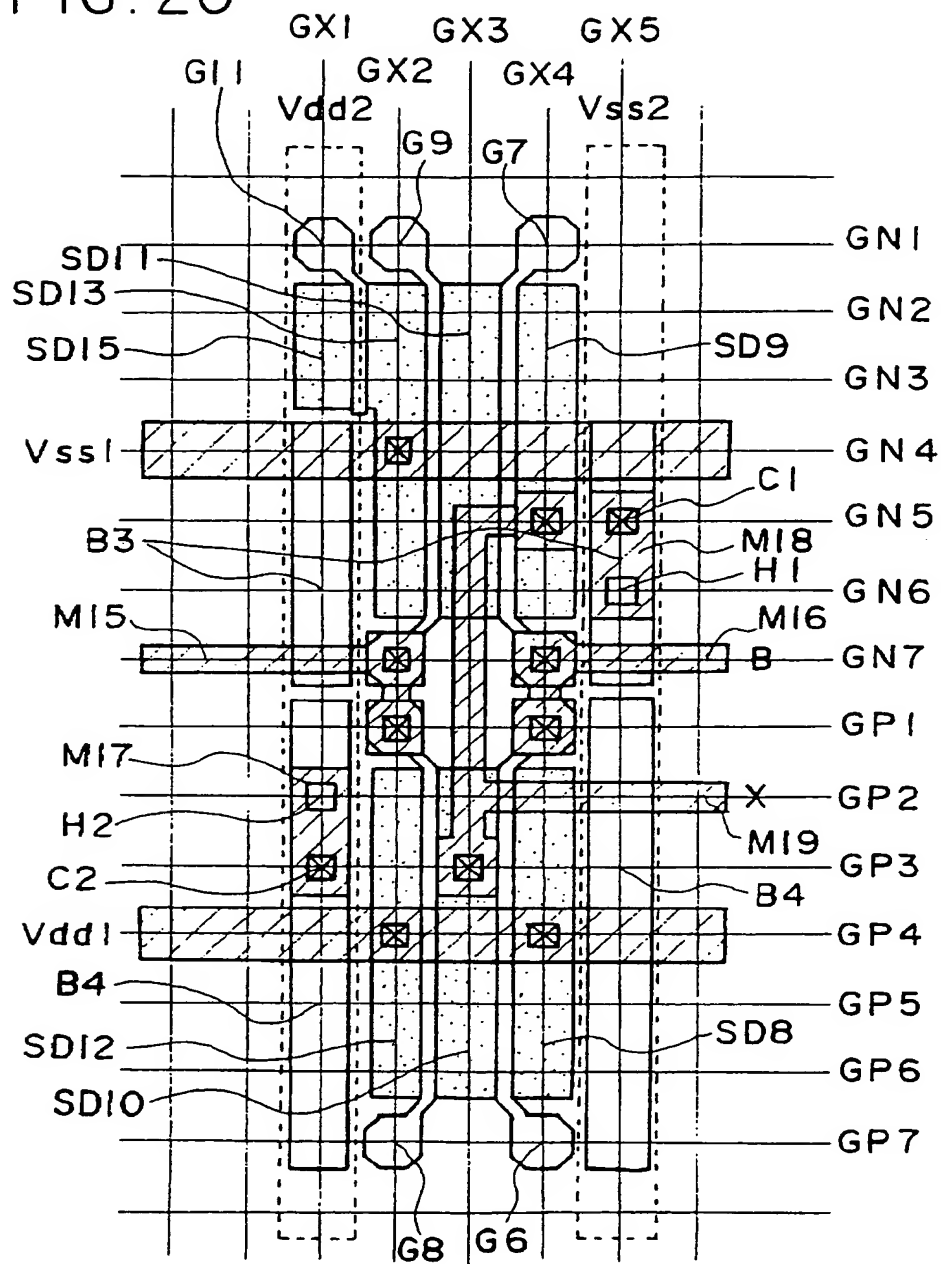 FIG. 20
GX1 GX3 GX5
G11 GX2 GX4
Vdd2 Vss2
G9 G7
GN1
SD11
SD13 GN2
SD15 SD9
GN3
Vss1 GN4
C1
GN5
B3 M18
H1
GN6
M15 M16
B GN7
GP1
M17
X GP2
H2 M19
GP3
C2 B4
Vdd1 GP4
B4 GP5
SD12 SD8
GP6
SD10
GP7
G8 G6